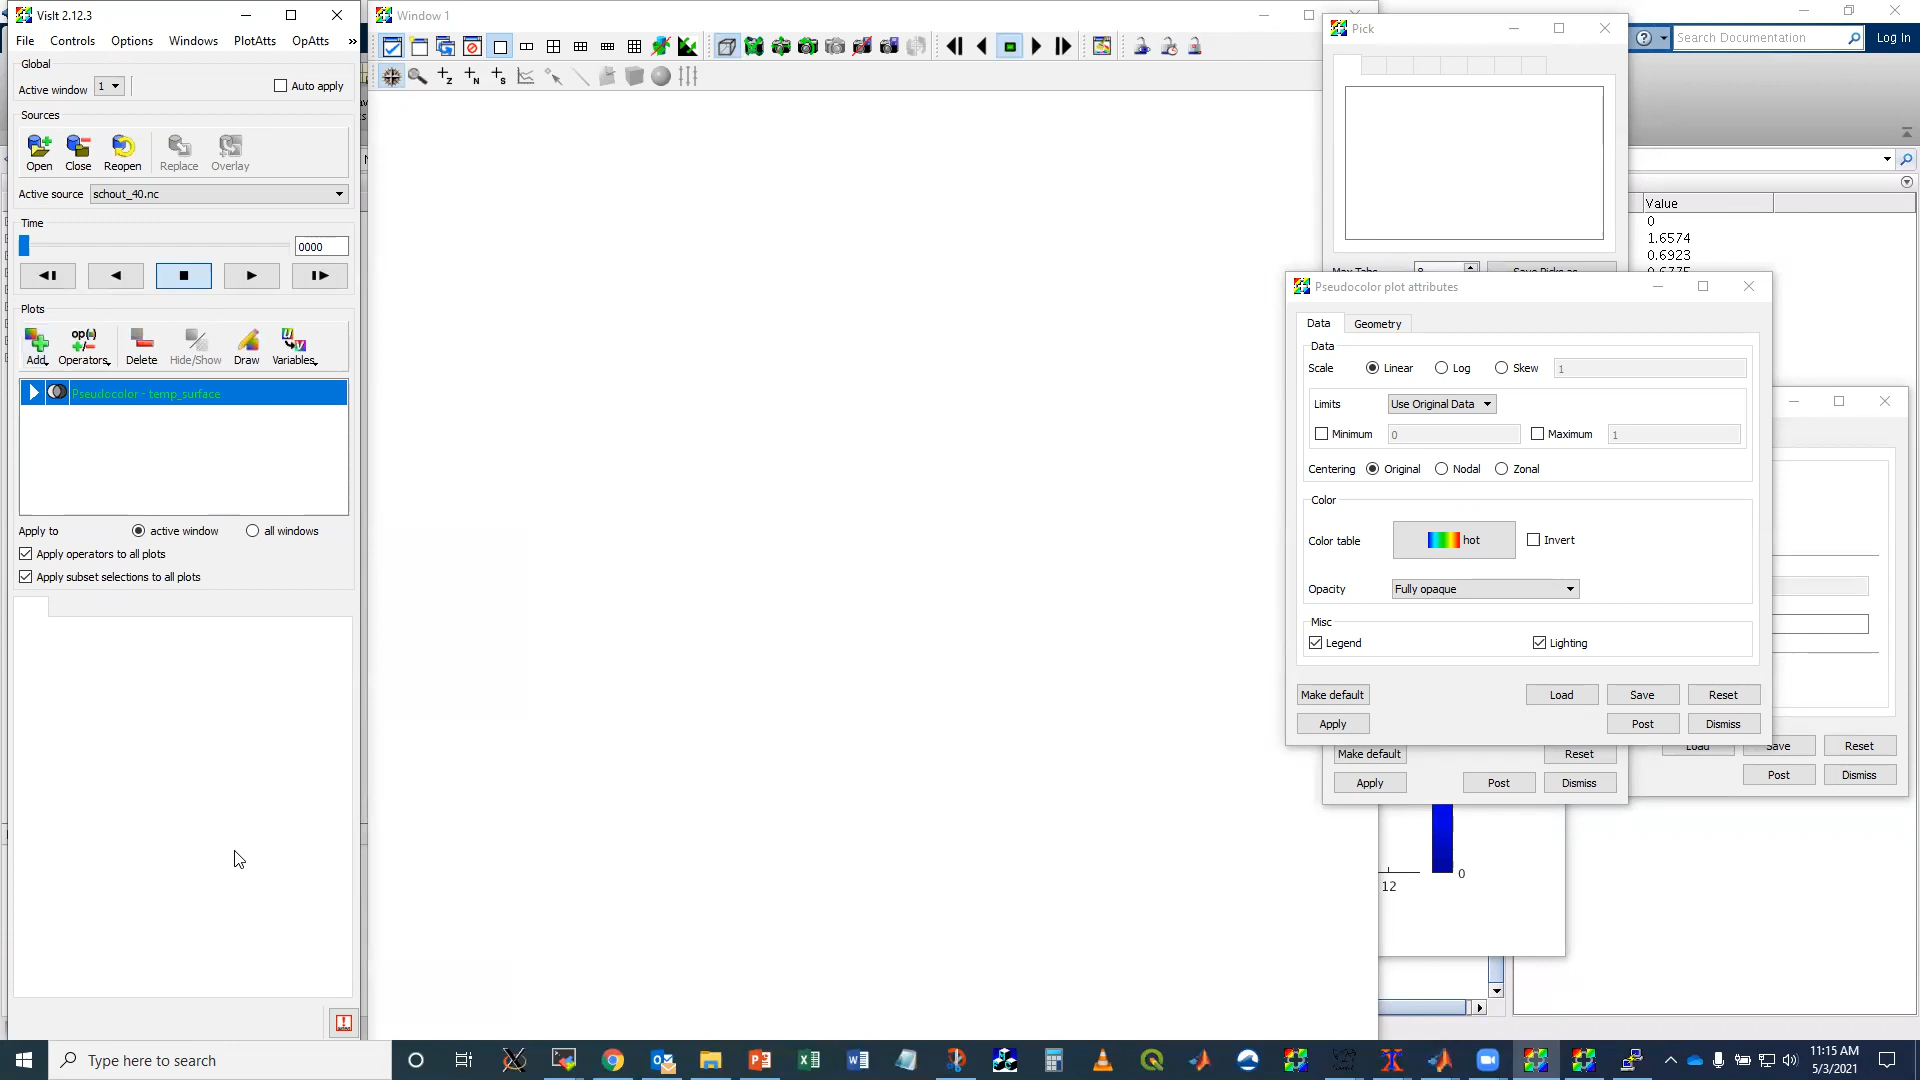 VisIt 2.12.3
File Controls Options Windows PlotAtts OpAtts »
Global
Active window 1 Auto apply
Sources
Open Close Reopen Replace Overlay
Active source schout_40.nc
Time
0000
Plots
Add Operators Delete Hide/Show Draw Variables
Pseudocolor - temp_surface
Apply to active window all windows
Apply operators to all plots
Apply subset selections to all plots
Window 1
Pick
Search Documentation Log In
Value
0
1.6574
0.6923
Pseudocolor plot attributes
Data Geometry
Data
Scale Linear Log Skew 1
Limits Use Original Data
Minimum 0 Maximum 1
Centering Original Nodal Zonal
Color
Color table hot Invert
Opacity Fully opaque
Misc
Legend Lighting
Make default Load Save Reset
Apply Post Dismiss
Make default Reset
Apply Post Dismiss
Load Save Reset
Post Dismiss
0
12
Type here to search
11:15 AM
5/3/2021